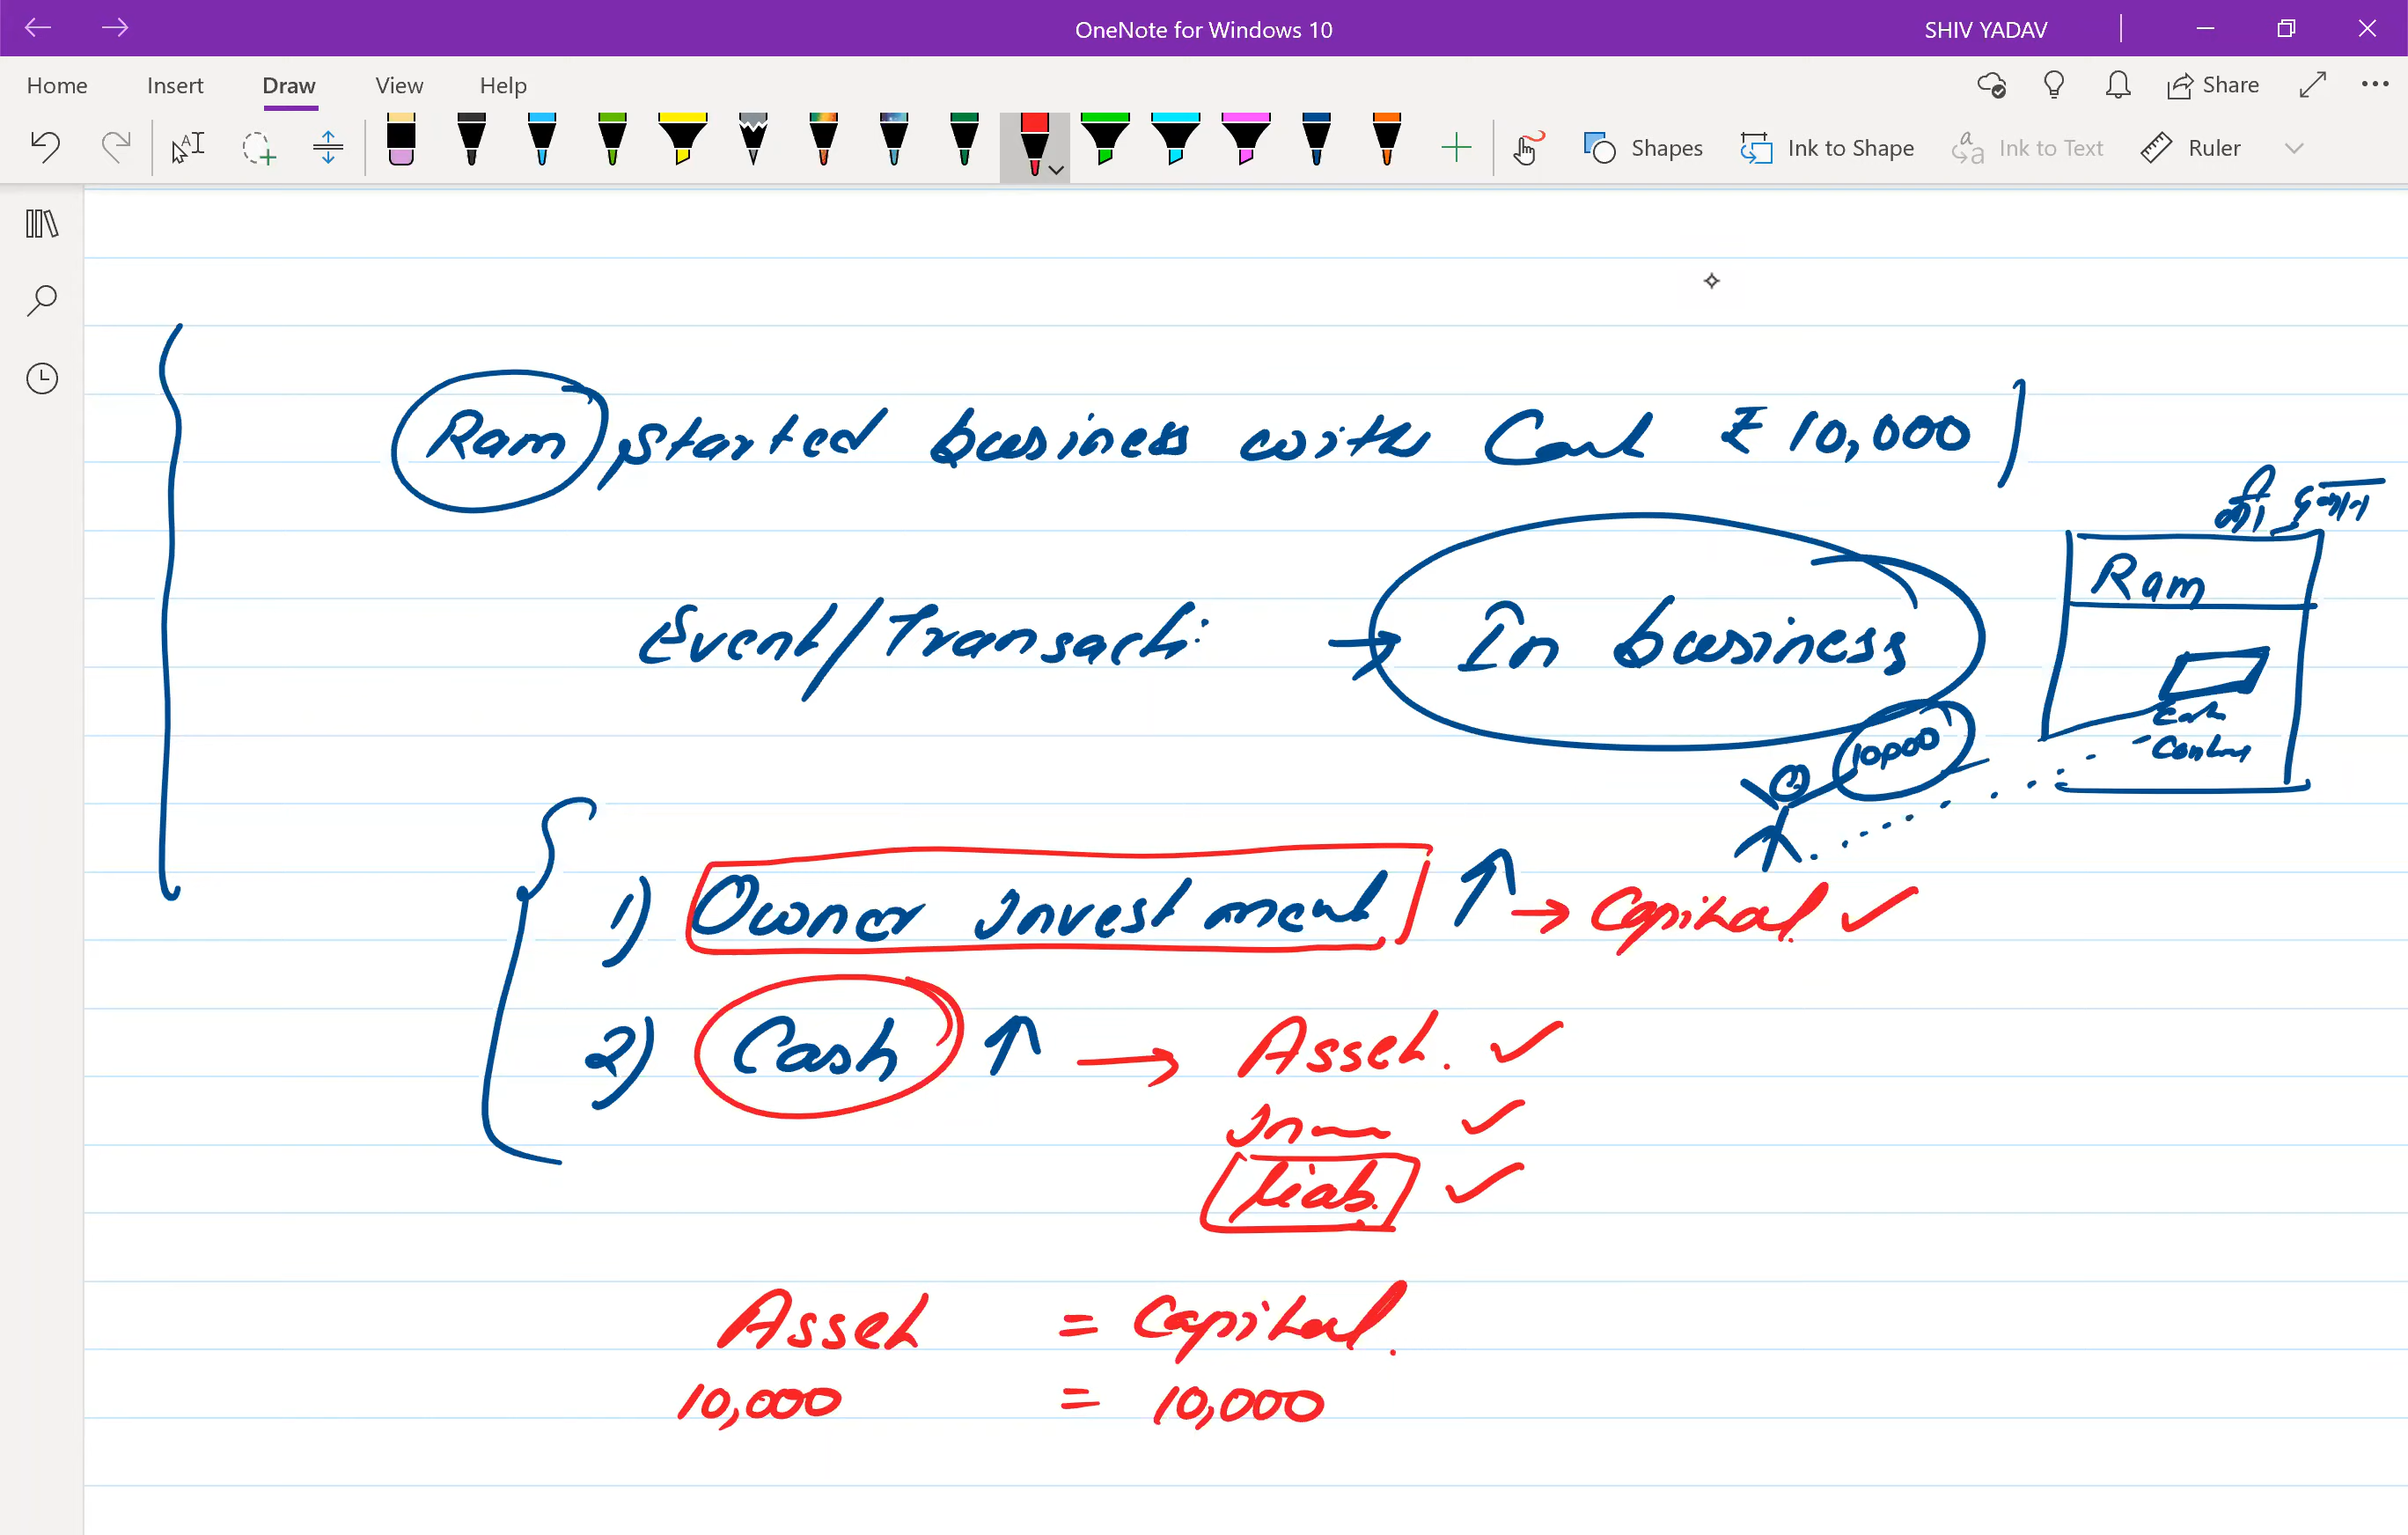 OneNote for Windows 10
SHIV YADAV
Home Insert Draw View Help
Share
Shapes Ink to Shape Ink to Text Ruler
Ram started business with Cash ₹ 10,000
Event/Transacti: → In business
Ram
10,000
1) Owner Investment ↑ → Capital ✓
2) Cash ↑ → Asset. ✓
In ✓
Liab. ✓
Asset = Capital.
10,000 = 10,000